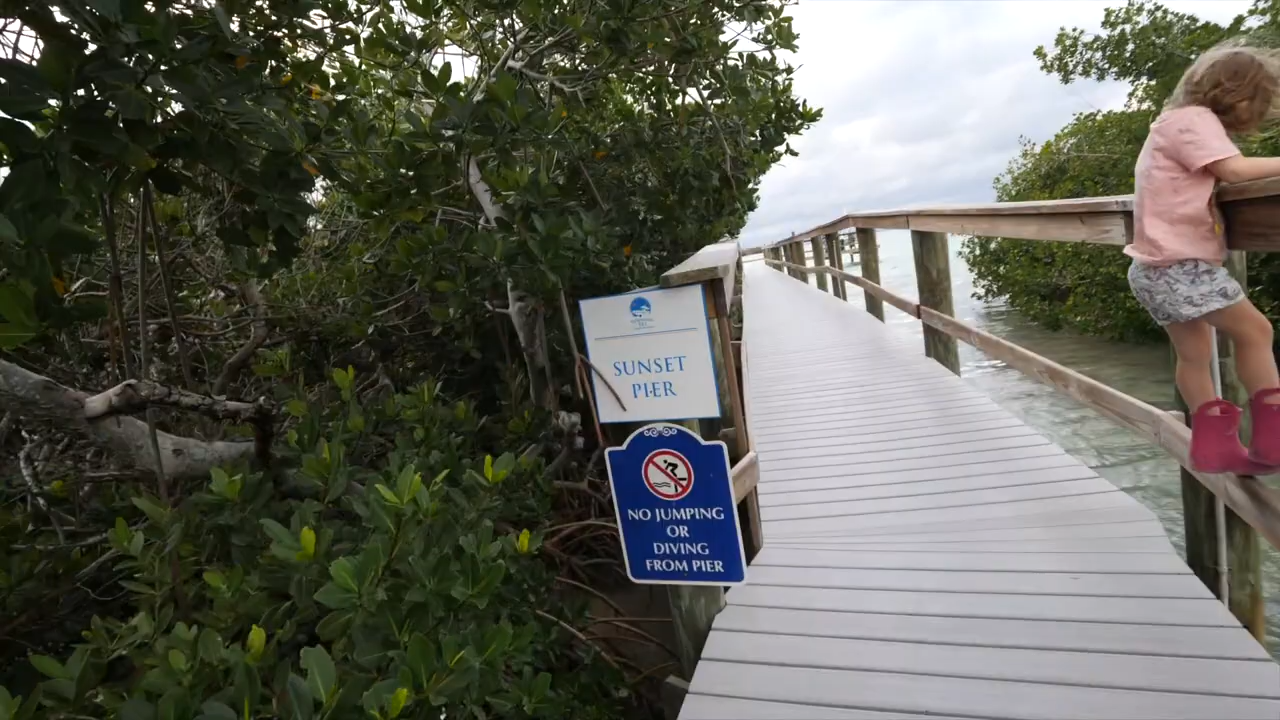 SUNSET
PIER
NO JUMPING
OR
DIVING
FROM PIER